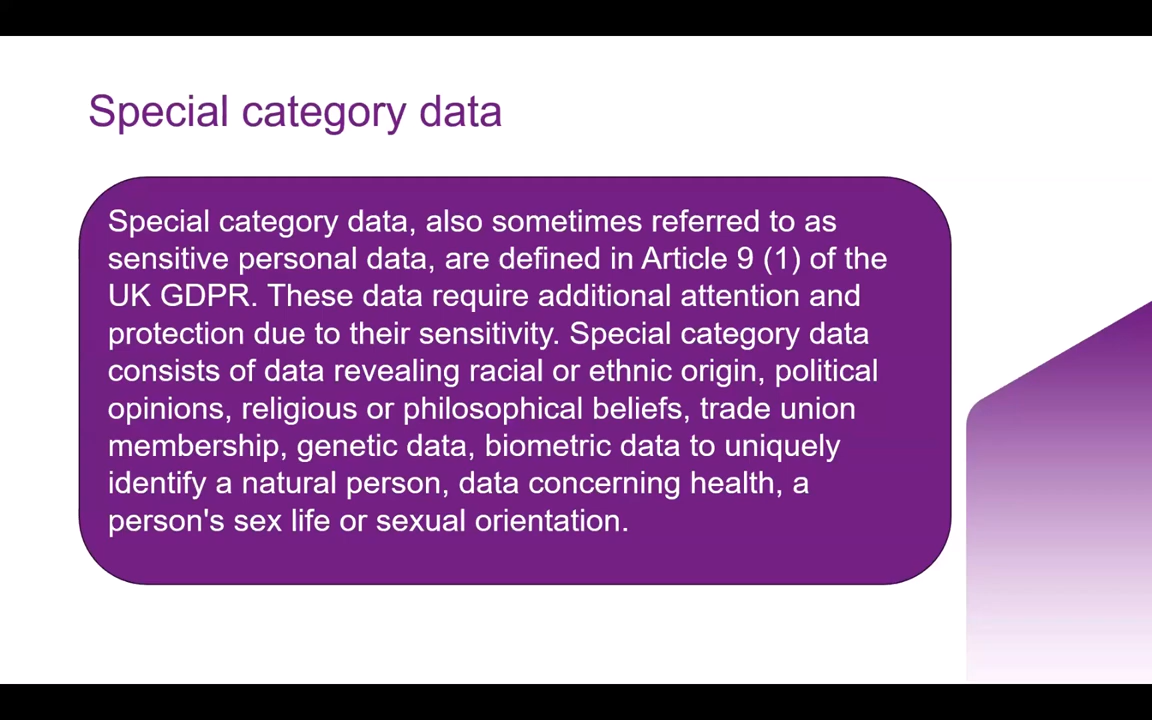 Special category data
Special category data, also sometimes referred to as
sensitive personal data, are defined in Article 9 (1) of the
UK GDPR. These data require additional attention and
protection due to their sensitivity. Special category data
consists of data revealing racial or ethnic origin, political
opinions, religious or philosophical beliefs, trade union
membership, genetic data, biometric data to uniquely
identify a natural person, data concerning health, a
person's sex life or sexual orientation.